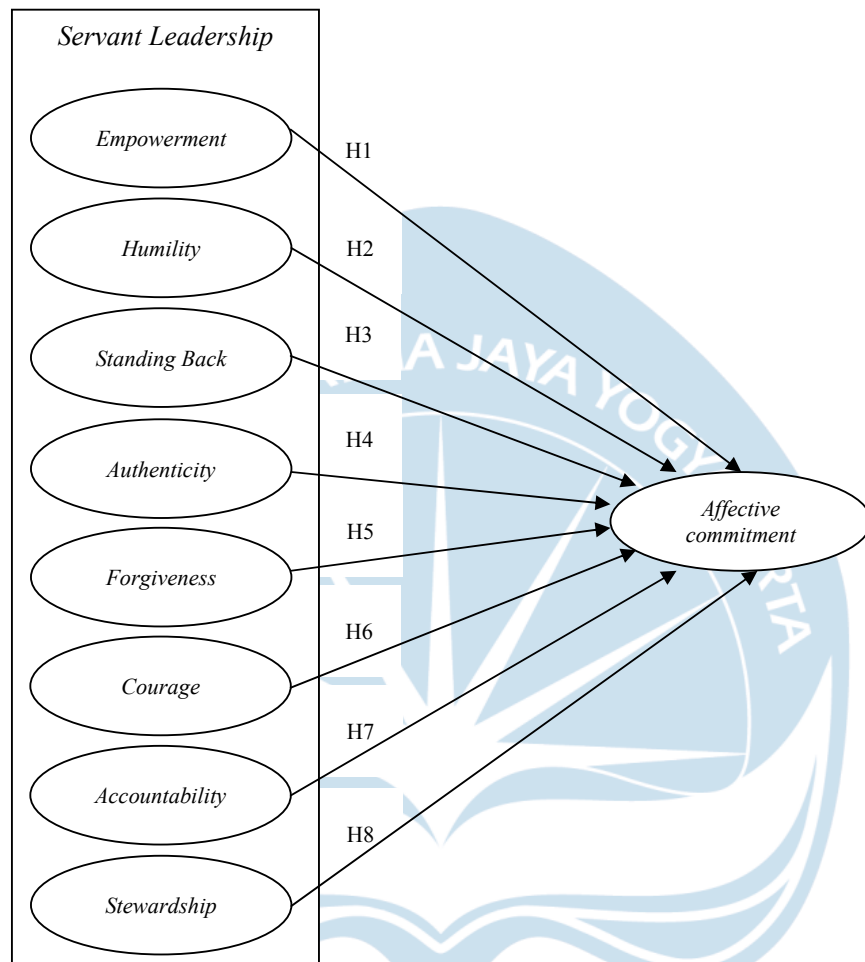 Servant Leadership
Empowerment
H1
Humility
H2
Standing Back
H3
JAYA
Authenticity
H4
Affective
commitment
Forgiveness
H5
Courage
H6
Accountability
H7
Stewardship
H8